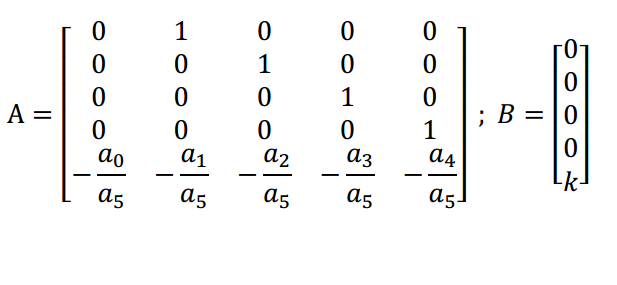 A = [ 0 1 0 0 0 ; 0 0 1 0 0 ; 0 0 0 1 0 ; 0 0 0 0 1 ; −a₀/a₅ −a₁/a₅ −a₂/a₅ −a₃/a₅ −a₄/a₅ ] ; B = [ 0 ; 0 ; 0 ; 0 ; k ]